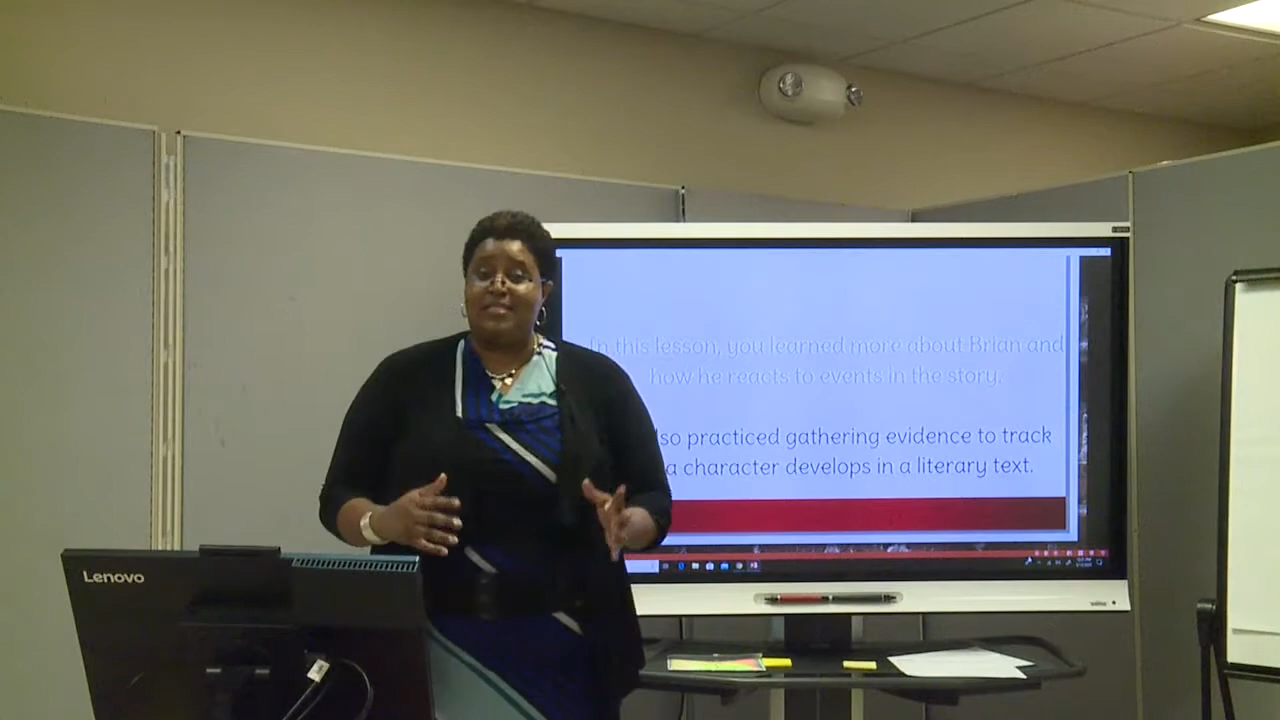 In this lesson, you learned more about Brian and
how he reacts to events in the story.
lso practiced gathering evidence to track
a character develops in a literary text.
Lenovo